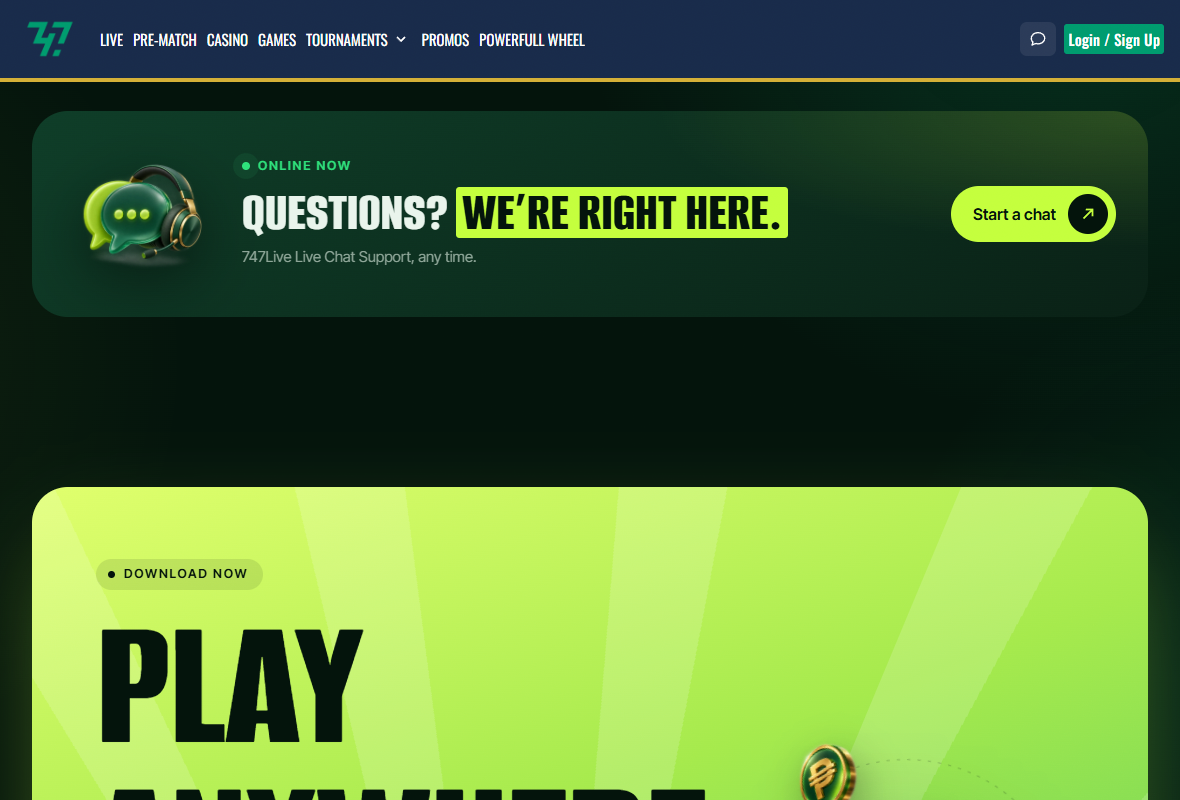 747
LIVE PRE-MATCH CASINO GAMES TOURNAMENTS PROMOS POWERFULL WHEEL
Login / Sign Up
ONLINE NOW
QUESTIONS? WE’RE RIGHT HERE.
747Live Live Chat Support, any time.
Start a chat
DOWNLOAD NOW
PLAY
ANYWHERE